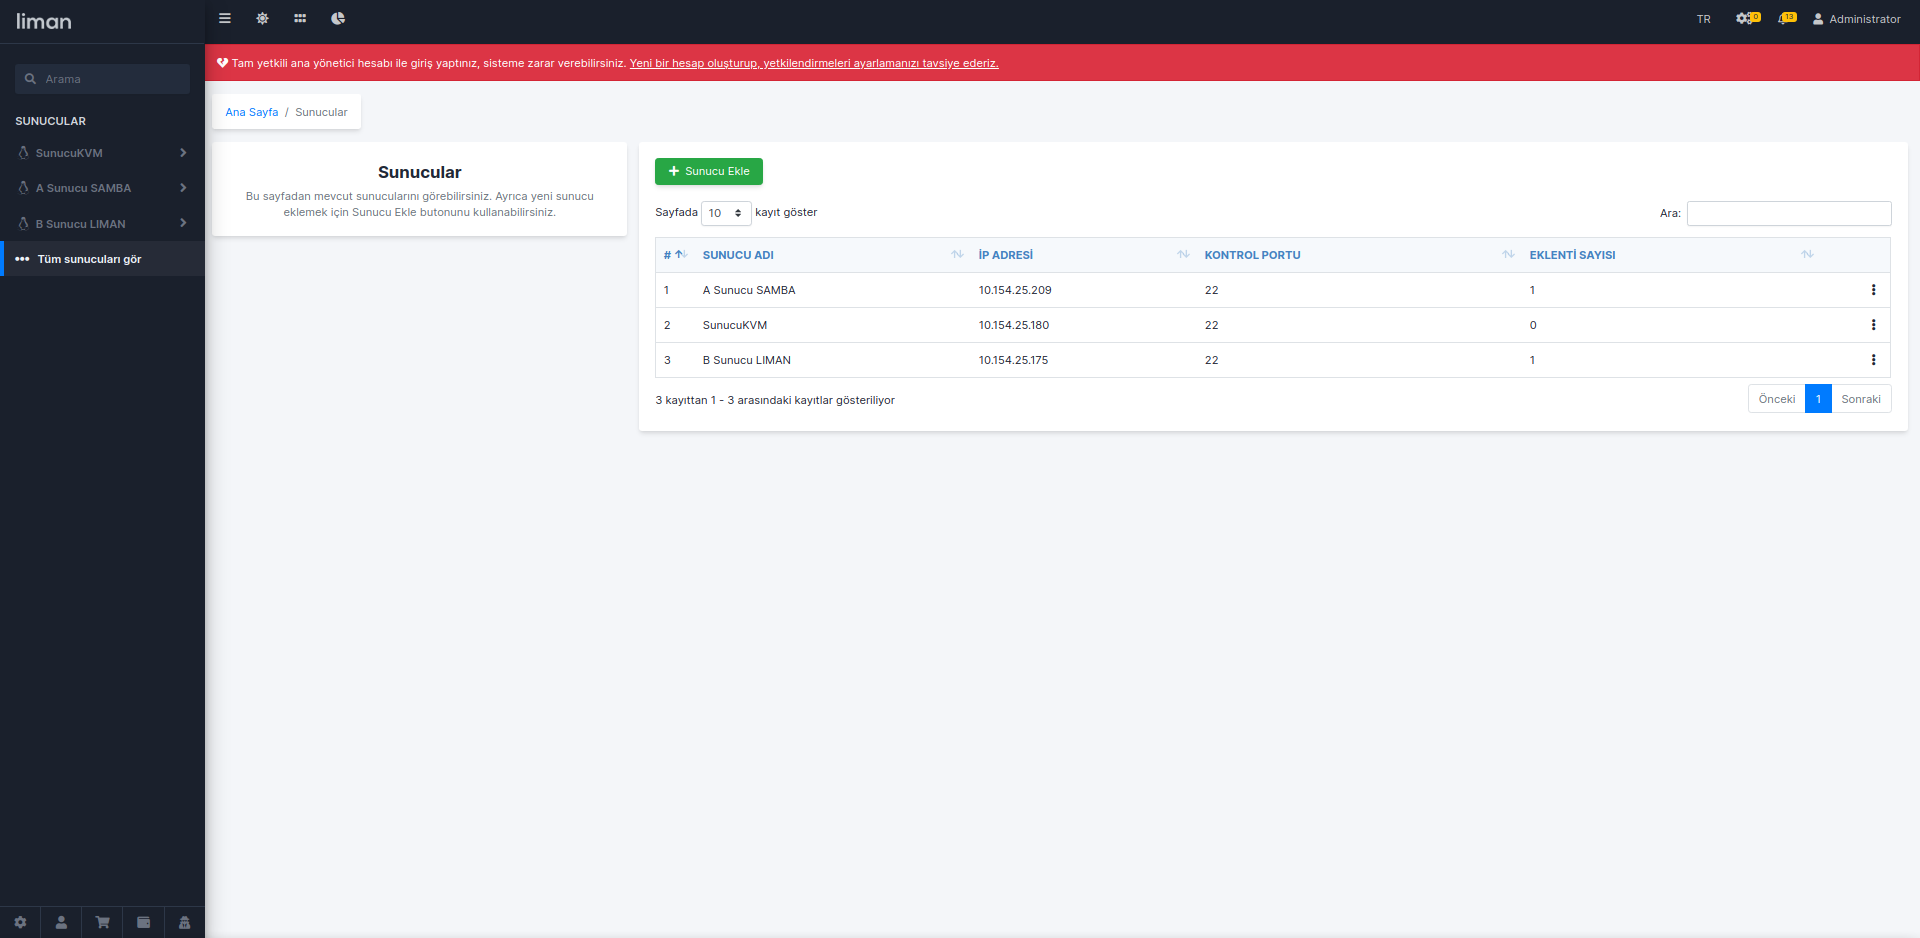 liman
TR
0
13
Administrator
Arama
SUNUCULAR
SunucuKVM
A Sunucu SAMBA
B Sunucu LIMAN
Tüm sunucuları gör
Tam yetkili ana yönetici hesabı ile giriş yaptınız, sisteme zarar verebilirsiniz. Yeni bir hesap oluşturup, yetkilendirmeleri ayarlamanızı tavsiye ederiz.
Ana Sayfa / Sunucular
Sunucular
Bu sayfadan mevcut sunucularını görebilirsiniz. Ayrıca yeni sunucu
eklemek için Sunucu Ekle butonunu kullanabilirsiniz.
Sunucu Ekle
Sayfada 10 kayıt göster
Ara:
# SUNUCU ADI İP ADRESİ KONTROL PORTU EKLENTİ SAYISI
1 A Sunucu SAMBA 10.154.25.209 22 1
2 SunucuKVM 10.154.25.180 22 0
3 B Sunucu LIMAN 10.154.25.175 22 1
3 kayıttan 1 - 3 arasındaki kayıtlar gösteriliyor
Önceki 1 Sonraki